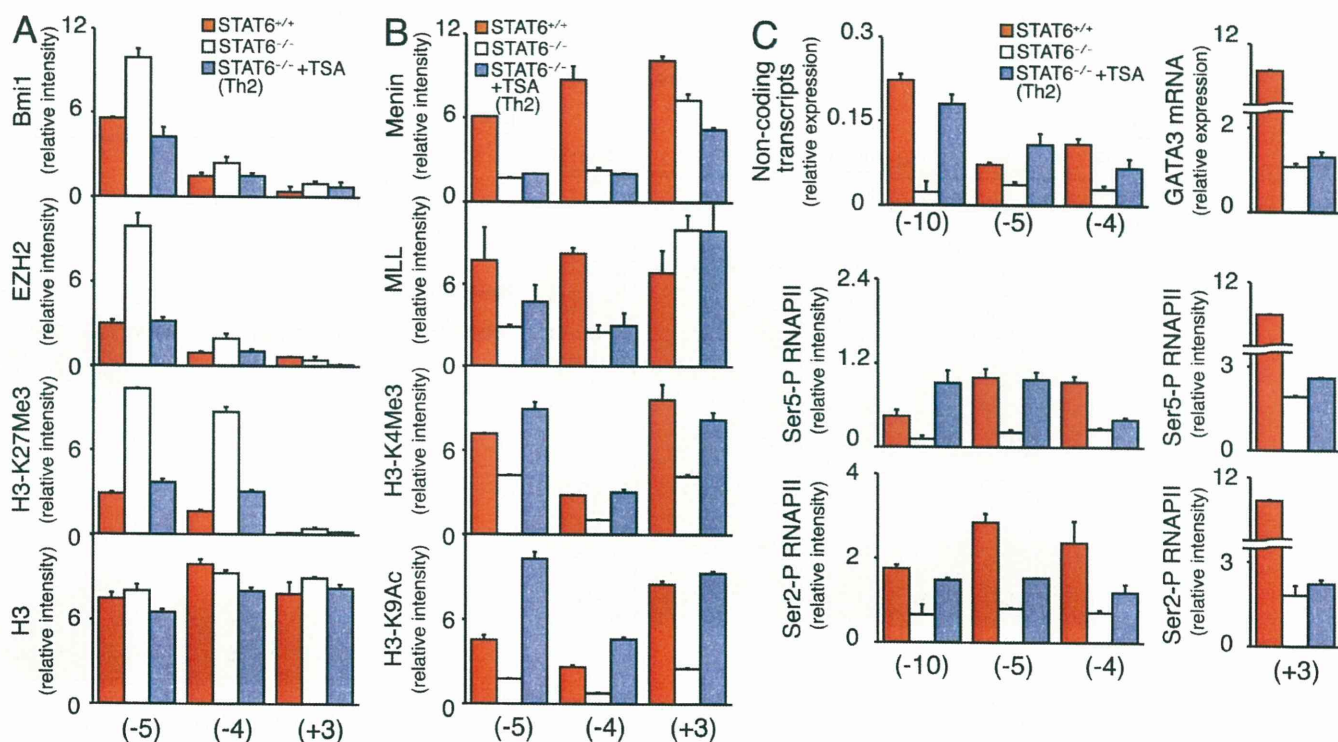 A
STAT6+/+
STAT6-/-
STAT6-/-+TSA
(Th2)
Bmi1
(relative intensity)
12
6
0
EZH2
(relative intensity)
6
0
H3-K27Me3
(relative intensity)
6
0
H3
(relative intensity)
6
0
(-5)
(-4)
(+3)
B
STAT6+/+
STAT6-/-
STAT6-/-
+TSA
(Th2)
Menin
(relative intensity)
12
6
0
MLL
(relative intensity)
6
0
H3-K4Me3
(relative intensity)
6
0
H3-K9Ac
(relative intensity)
6
0
(-5)
(-4)
(+3)
C
STAT6+/+
STAT6-/-
STAT6-/-+TSA
(Th2)
Non-coding
transcripts
(relative expression)
0.3
0.15
0
(-10)
(-5)
(-4)
GATA3 mRNA
(relative expression)
12
2
0
Ser5-P RNAPII
(relative intensity)
2.4
1.2
0
Ser5-P RNAPII
(relative intensity)
12
3
0
Ser2-P RNAPII
(relative intensity)
4
2
0
(-10)
(-5)
(-4)
Ser2-P RNAPII
(relative intensity)
12
3
0
(+3)